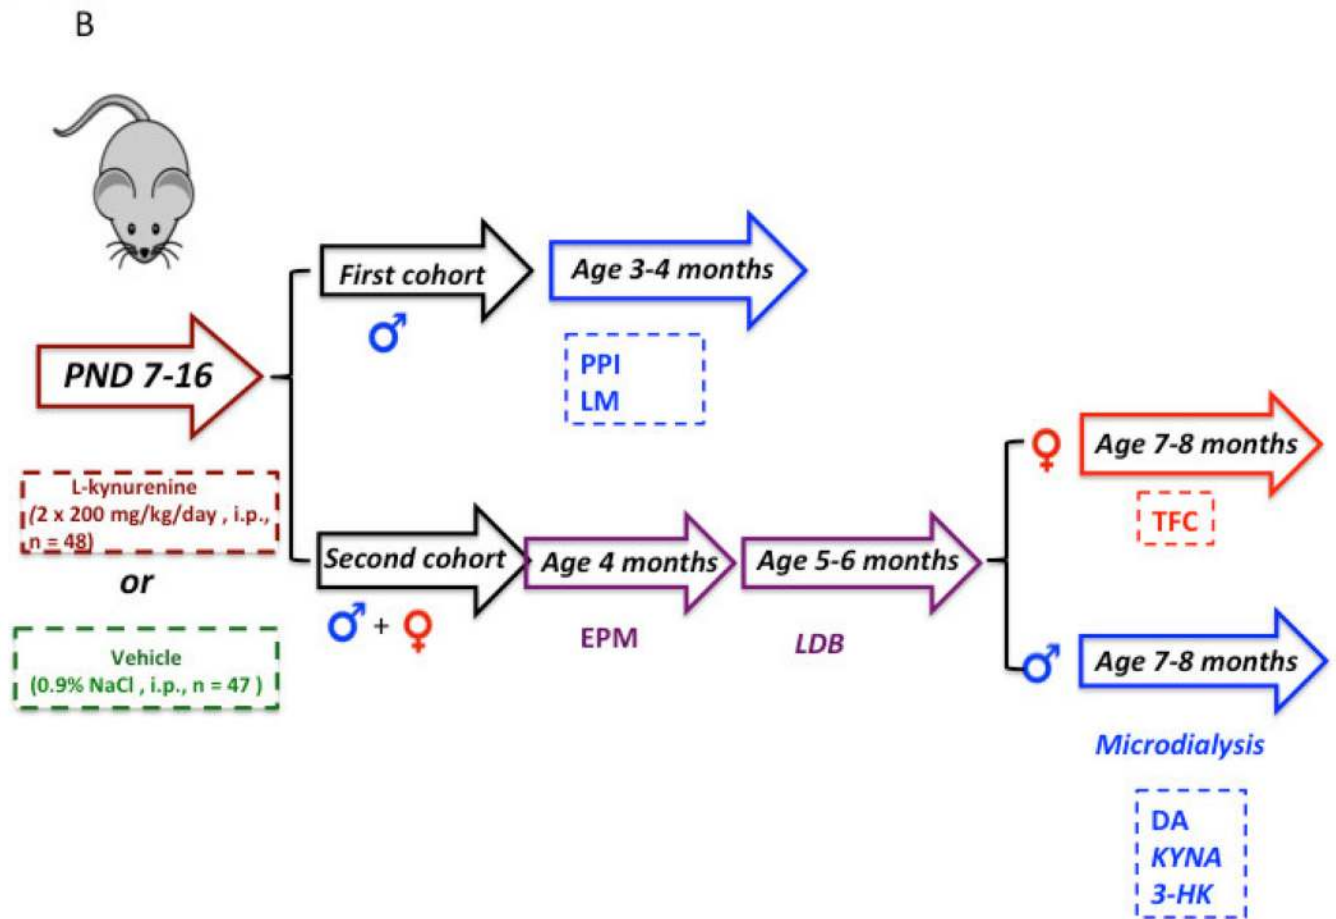 B
PND 7-16
L-kynurenine
(2 x 200 mg/kg/day , i.p.,
n = 48)
or
Vehicle
(0.9% NaCl , i.p., n = 47 )
First cohort
♂
Age 3-4 months
PPI
LM
Second cohort
♂ + ♀
Age 4 months
EPM
Age 5-6 months
LDB
♀
Age 7-8 months
TFC
♂
Age 7-8 months
Microdialysis
DA
KYNA
3-HK